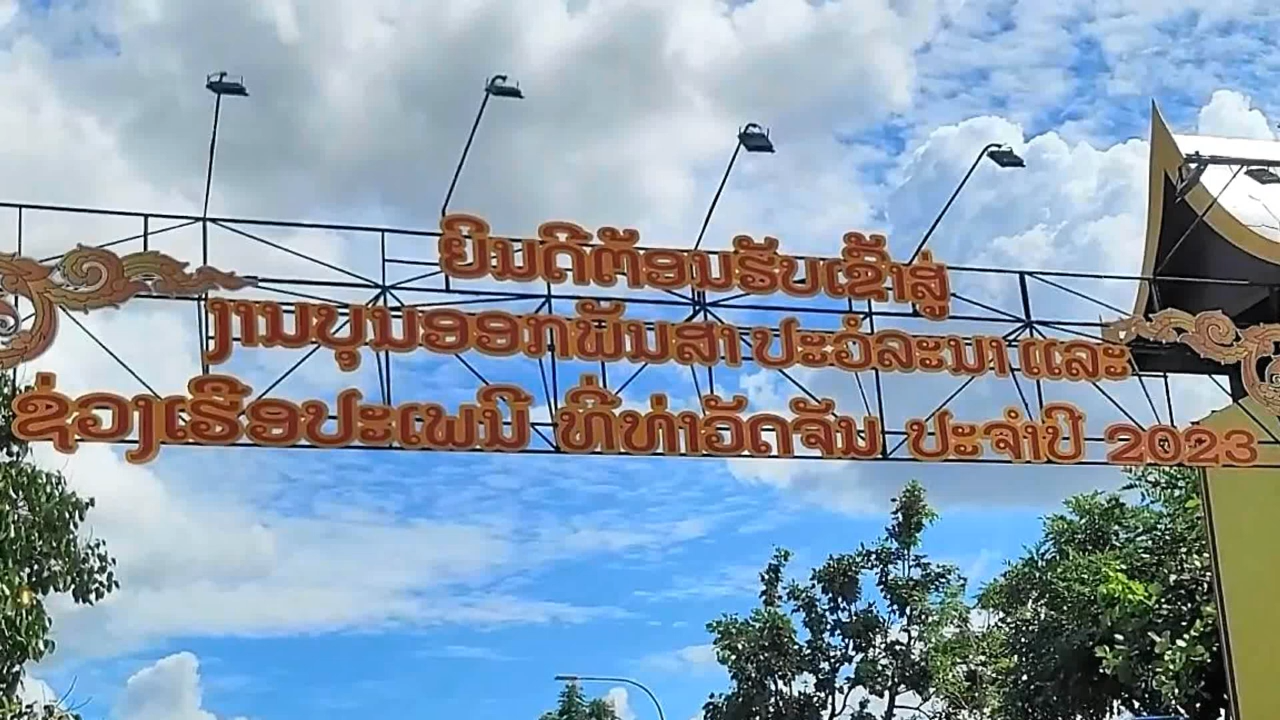 ຍິນດີຕ້ອນຮັບເຂົ້າສູ່
ງານບຸນອອກພັນສາ ປະວໍລະນາ ແລະ
ຊ່ວງເຮືອປະເພນີ ທີ່ທ່າວັດຈັນ ປະຈຳປີ 2023